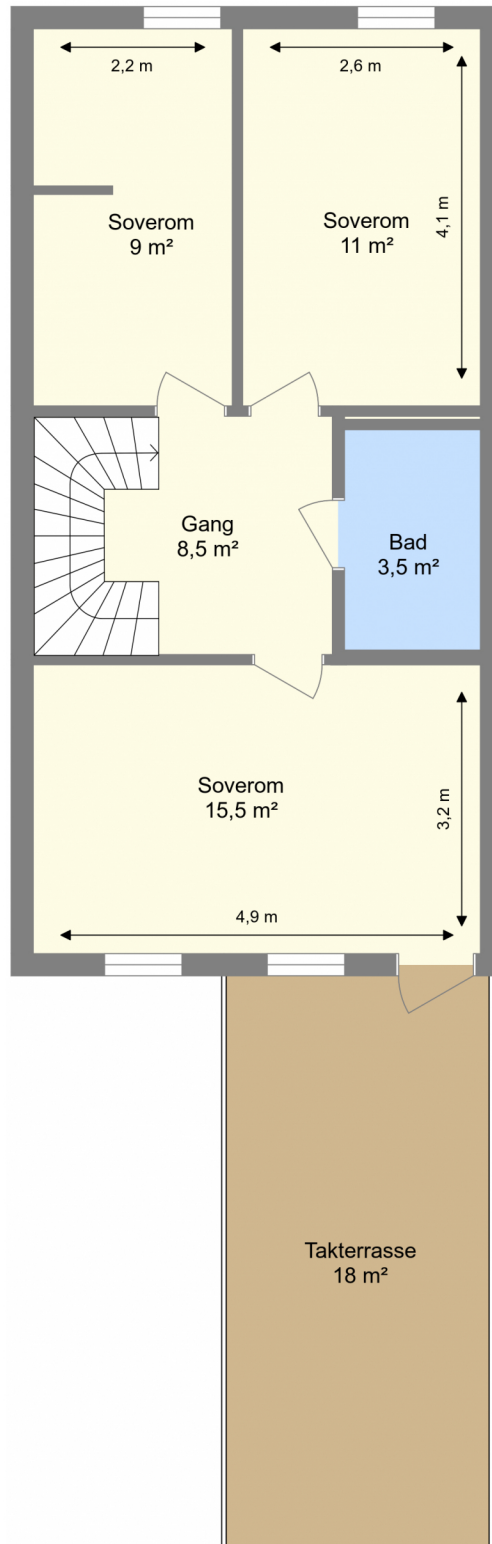 2,2 m
2,6 m
4,1 m
Soverom
9 m²
Soverom
11 m²
Gang
8,5 m²
Bad
3,5 m²
Soverom
15,5 m²
3,2 m
4,9 m
Takterrasse
18 m²